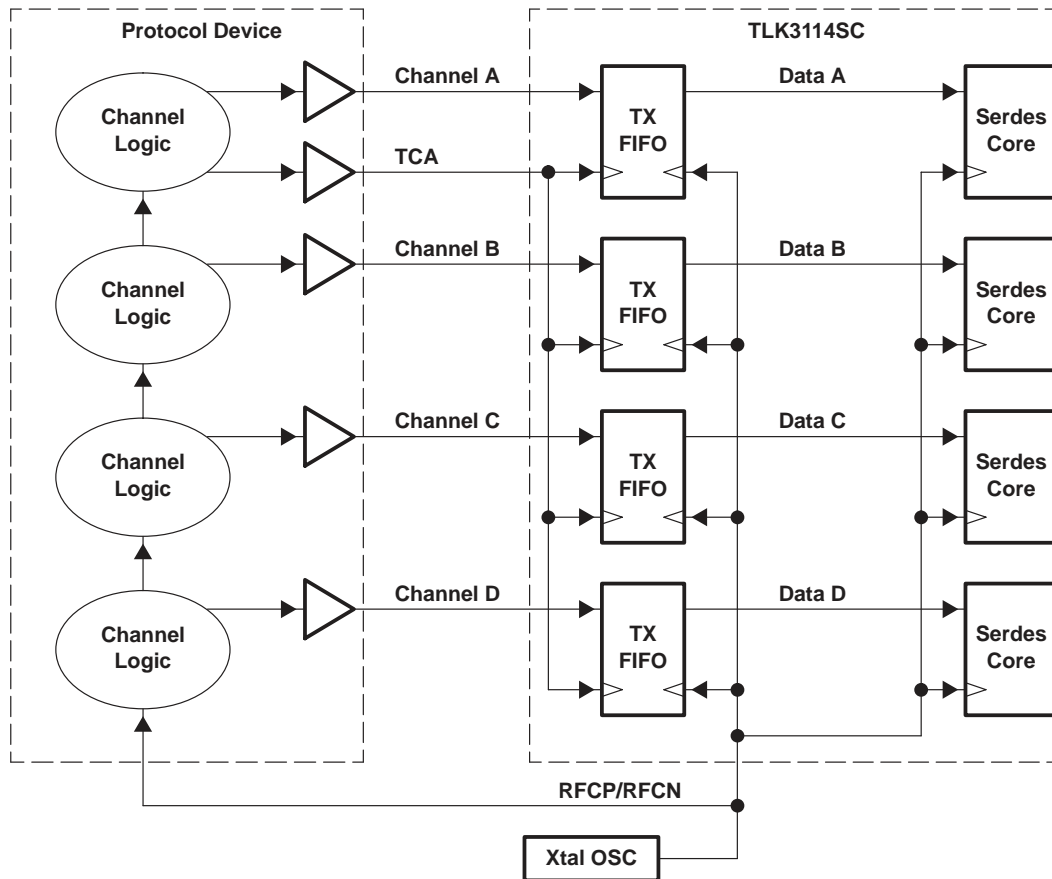 Protocol Device
TLK3114SC
Channel
Logic
Channel A
TX
FIFO
Data A
Serdes
Core
TCA
Channel
Logic
Channel B
TX
FIFO
Data B
Serdes
Core
Channel
Logic
Channel C
TX
FIFO
Data C
Serdes
Core
Channel
Logic
Channel D
TX
FIFO
Data D
Serdes
Core
RFCP/RFCN
Xtal OSC